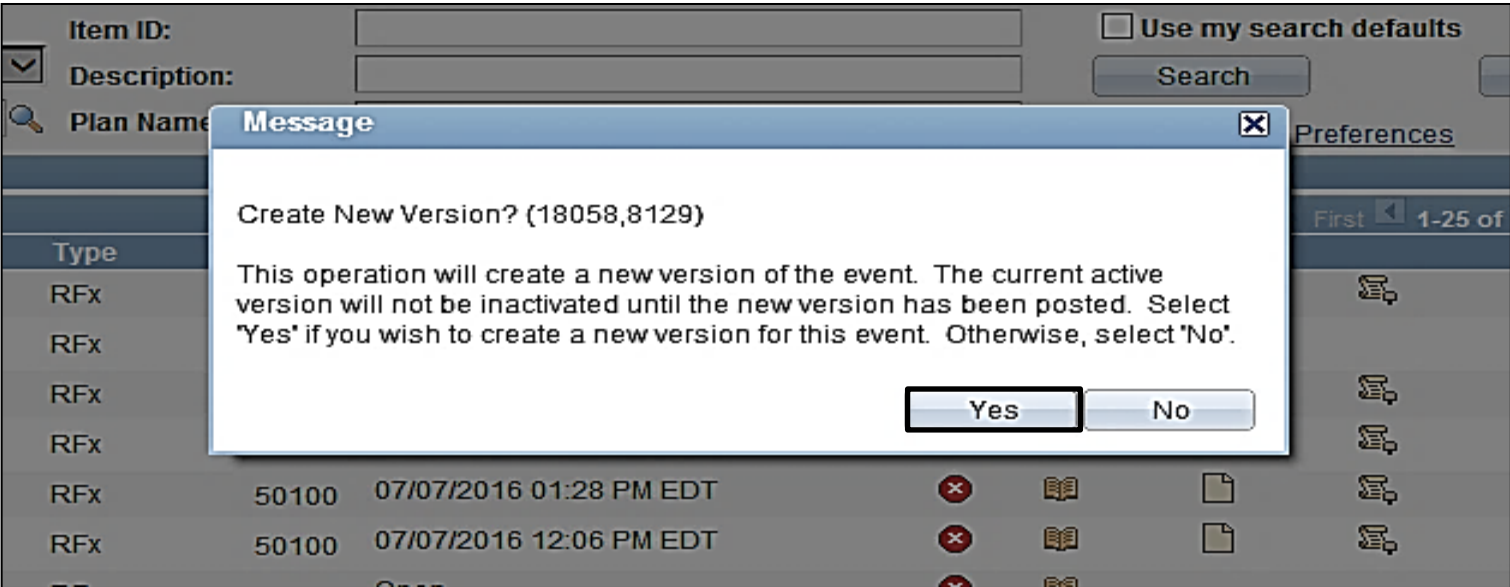 Item ID:
Use my search defaults
Description:
Search
Plan Name
Message
Preferences
Create New Version? (18058,8129)
First 1-25 of
Type
This operation will create a new version of the event. The current active
version will not be inactivated until the new version has been posted. Select
'Yes' if you wish to create a new version for this event. Otherwise, select 'No'.
RFx
RFx
RFx
Yes No
RFx
RFx 50100 07/07/2016 01:28 PM EDT
RFx 50100 07/07/2016 12:06 PM EDT